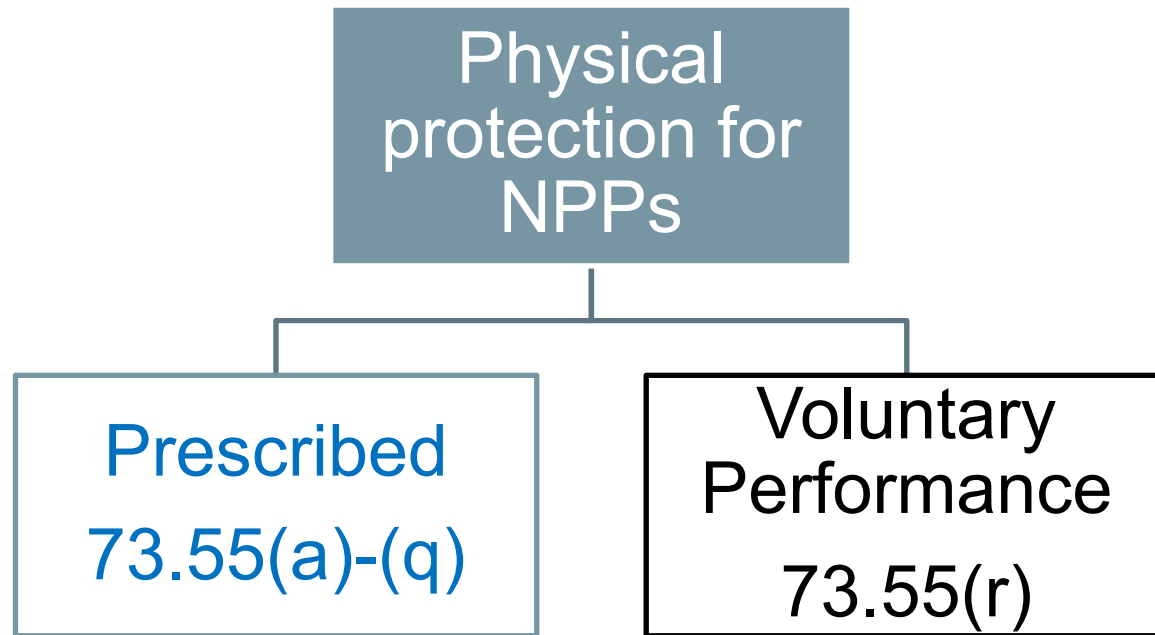 Physical
protection for
NPPs
Prescribed
73.55(a)-(q)
Voluntary
Performance
73.55(r)